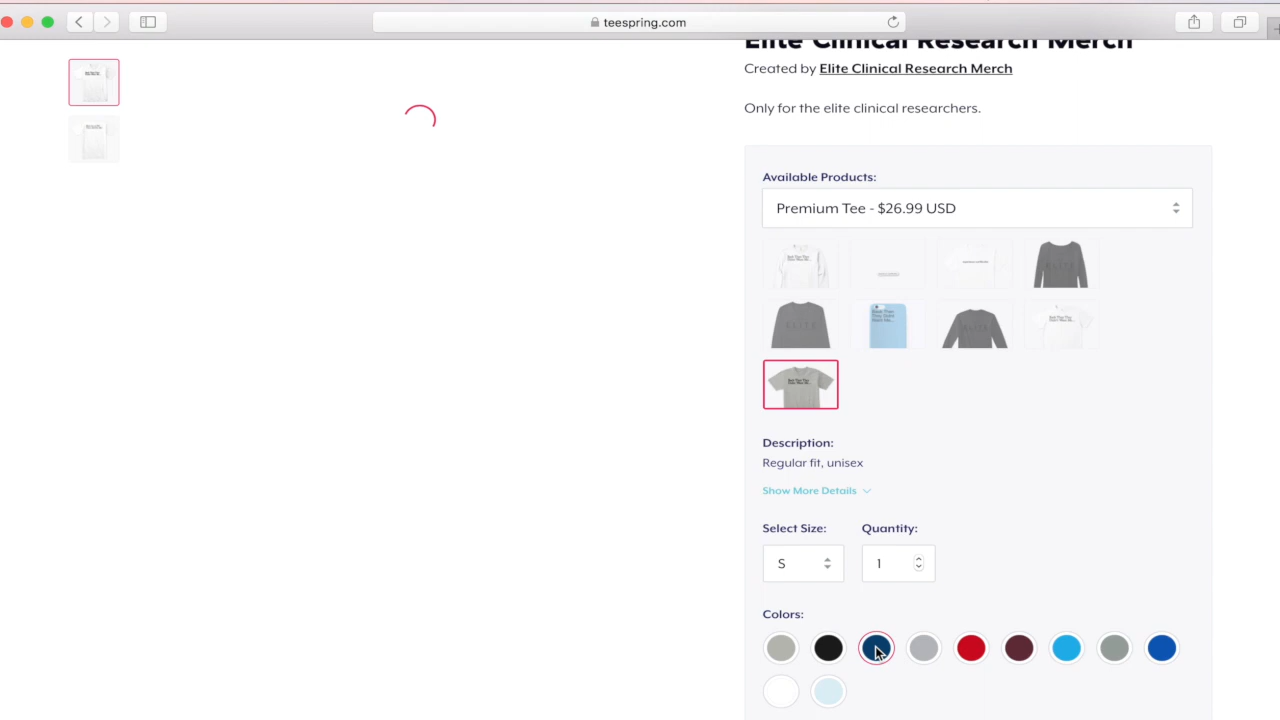 teespring.com
Elite Clinical Research Merch
Created by Elite Clinical Research Merch
Only for the elite clinical researchers.
Available Products:
Premium Tee - $26.99 USD
Description:
Regular fit, unisex
Show More Details
Select Size:
Quantity:
S
1
Colors: